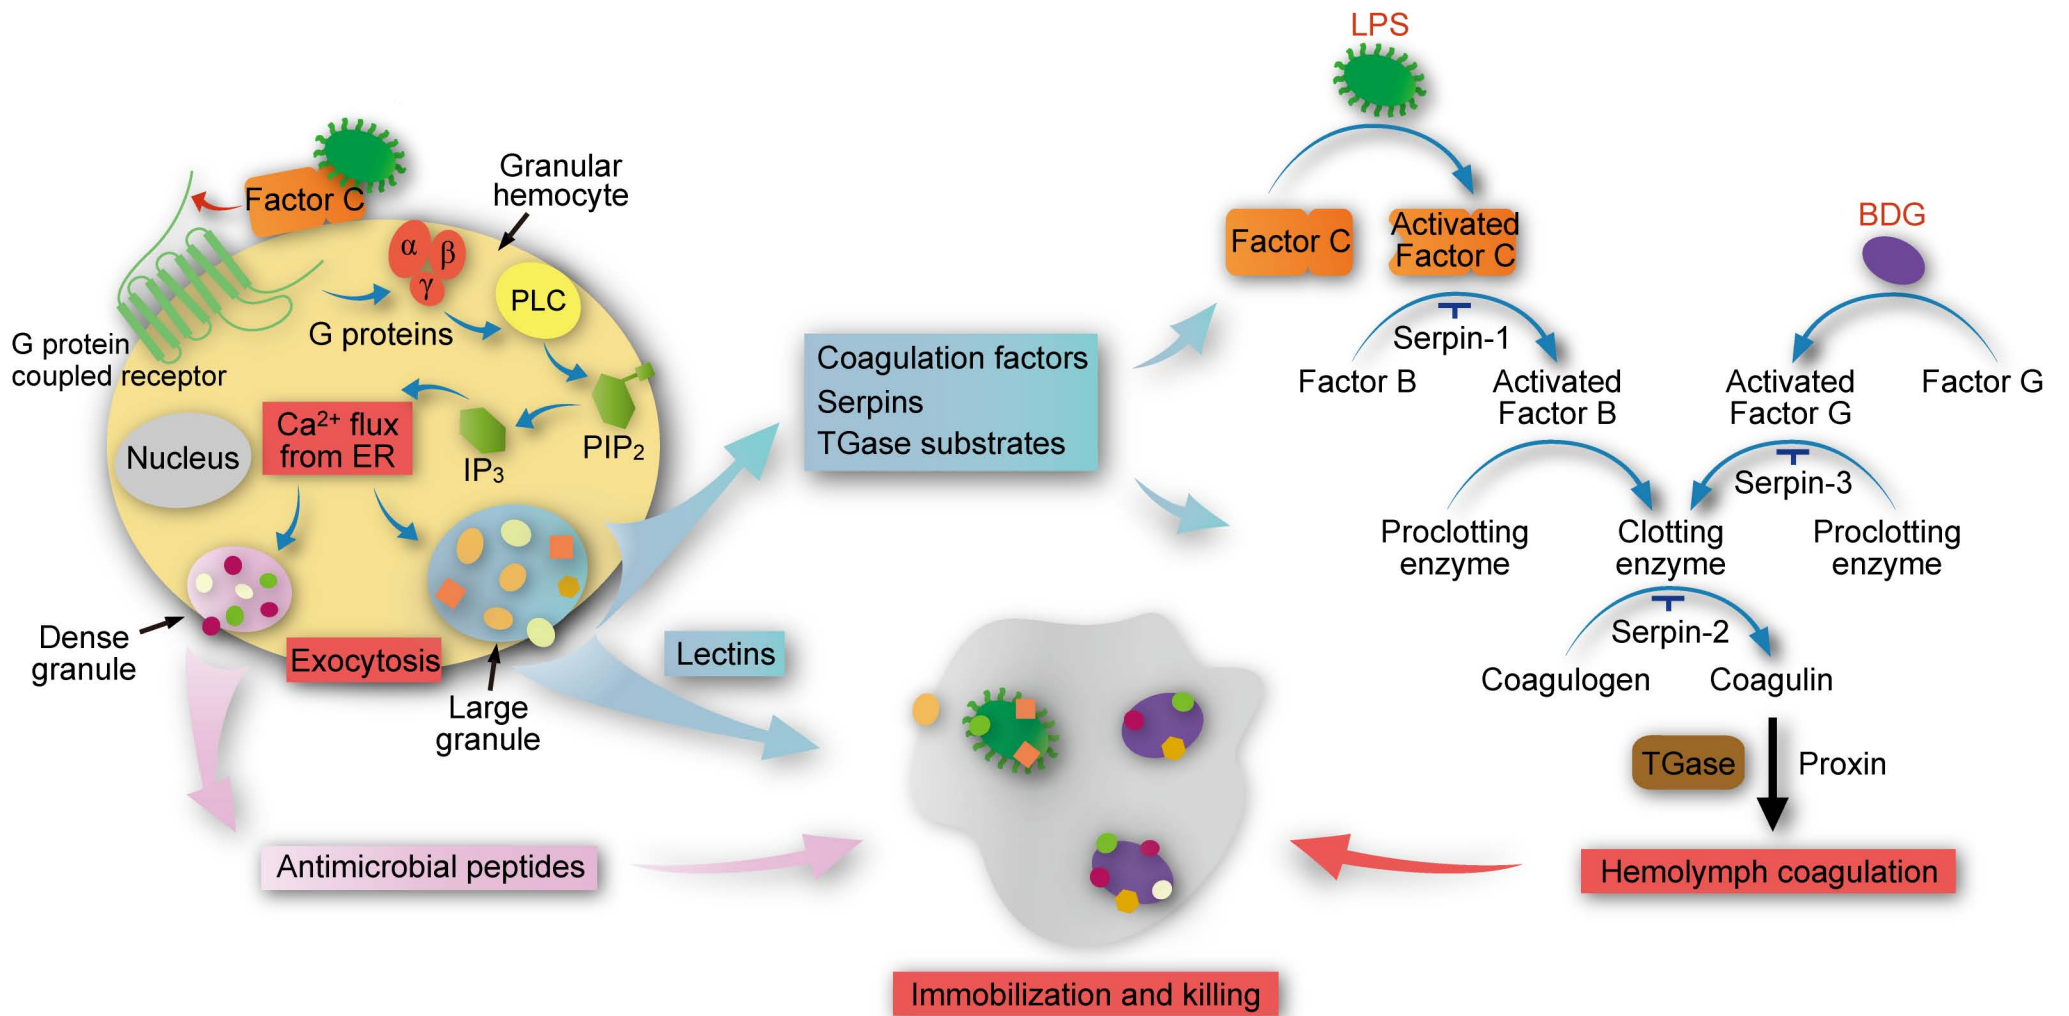 LPS
Granular
hemocyte
Factor C
α
β
γ
PLC
G proteins
G protein
coupled receptor
Ca²⁺ flux
from ER
Nucleus
IP₃
PIP₂
Dense
granule
Exocytosis
Large
granule
Lectins
Antimicrobial peptides
Coagulation factors
Serpins
TGase substrates
Immobilization and killing
Factor C
Activated
Factor C
BDG
Serpin-1
Factor B
Activated
Factor B
Activated
Factor G
Factor G
Serpin-3
Proclotting
enzyme
Clotting
enzyme
Proclotting
enzyme
Serpin-2
Coagulogen
Coagulin
TGase
Proxin
Hemolymph coagulation